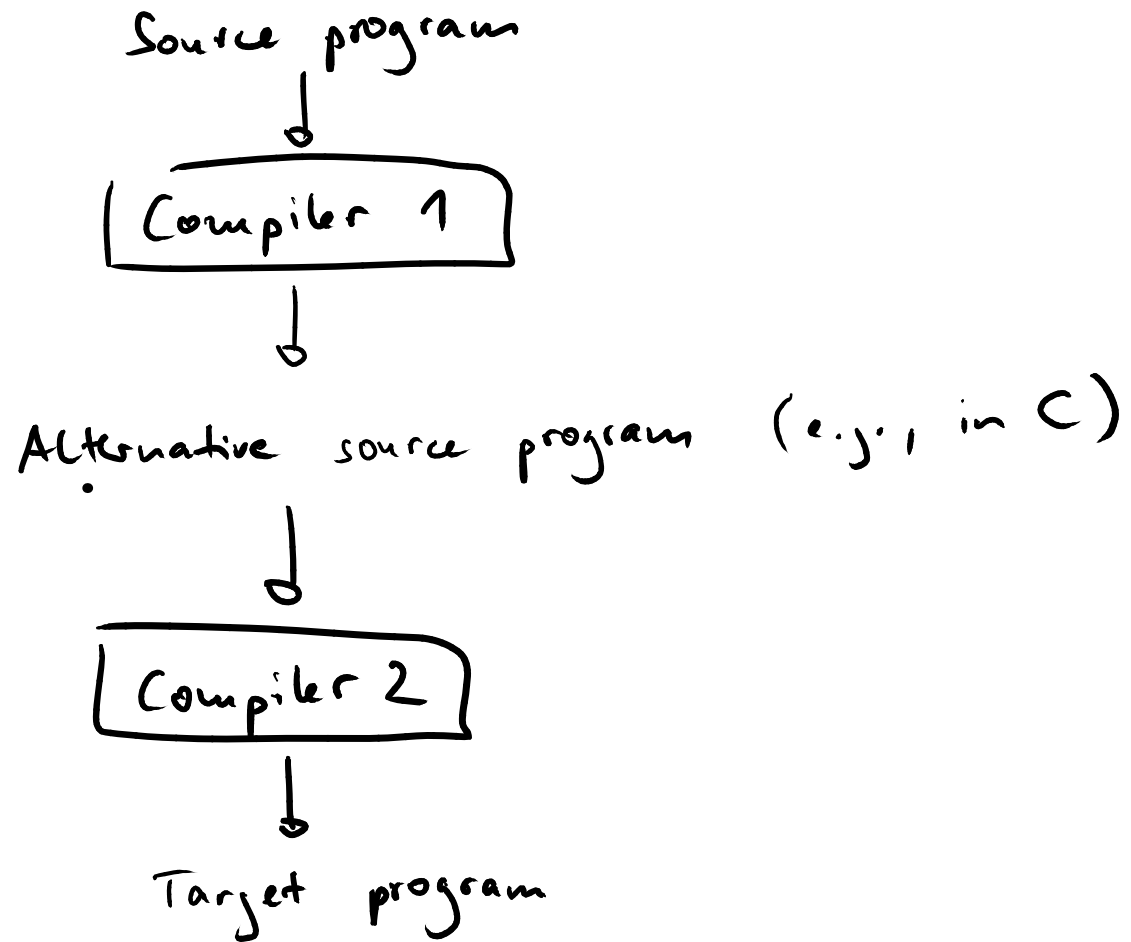 Source program
Compiler 1
Alternative source program (e.g., in C)
Compiler 2
Target program